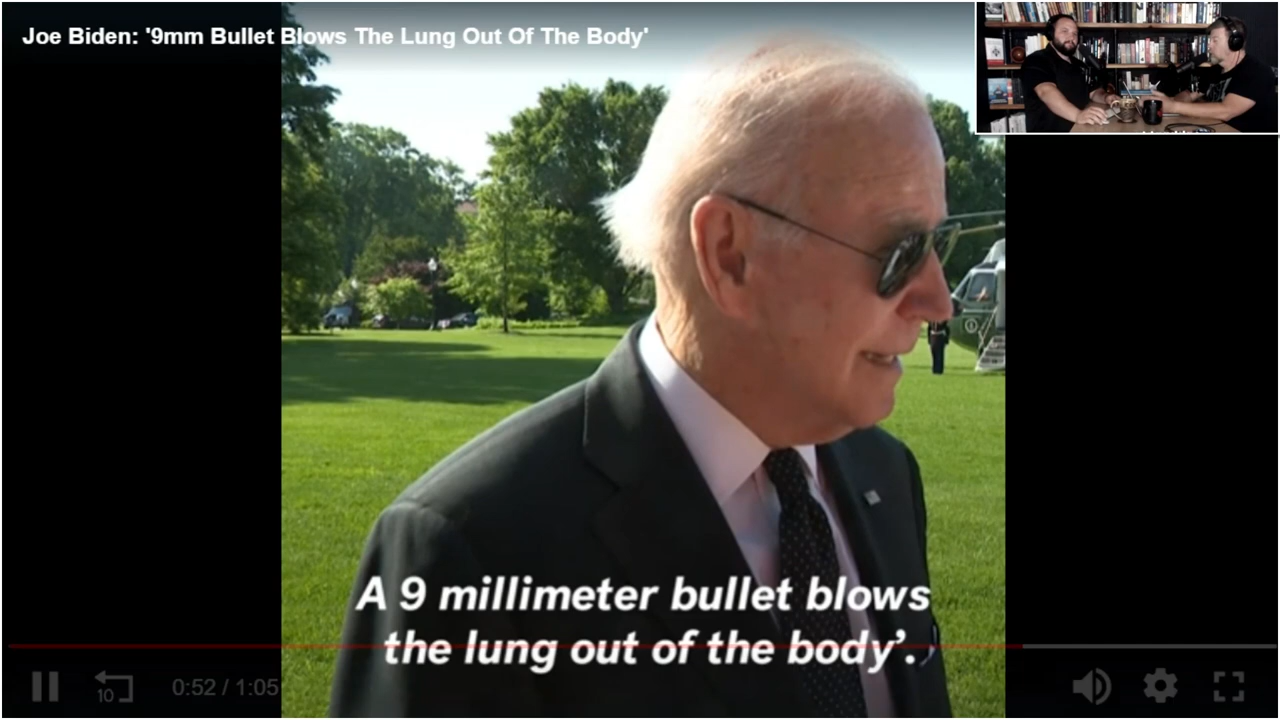 Joe Biden: '9mm Bullet Blows The Lung Out Of The Body'
A 9 millimeter bullet blows
the lung out of the body’.
10
0:52 / 1:05